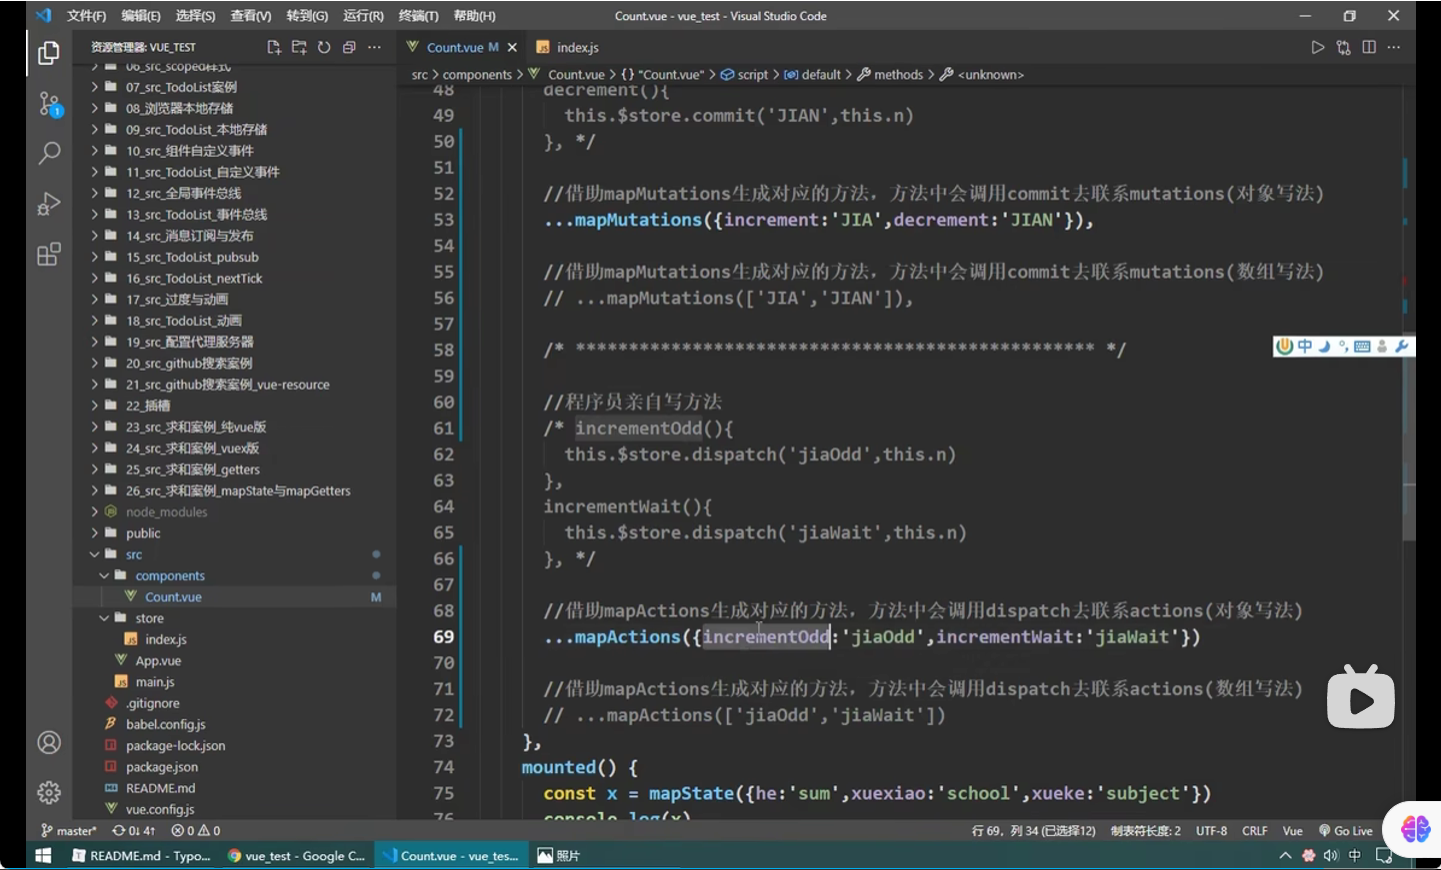 文件(F) 编辑(E) 选择(S) 查看(V) 转到(G) 运行(R) 终端(T) 帮助(H) Count.vue - vue_test - Visual Studio Code
资源管理器: VUE_TEST
Count.vue M
index.js
src > components > Count.vue > {} "Count.vue" > script > default > methods > <unknown>
06_src_scoped样式
07_src_TodoList案例
08_浏览器本地存储
09_src_TodoList_本地存储
10_src_组件自定义事件
11_src_TodoList_自定义事件
12_src_全局事件总线
13_src_TodoList_事件总线
14_src_消息订阅与发布
15_src_TodoList_pubsub
16_src_TodoList_nextTick
17_src_过度与动画
18_src_TodoList_动画
19_src_配置代理服务器
20_src_github搜索案例
21_src_github搜索案例_vue-resource
22_插槽
23_src_求和案例_纯vue版
24_src_求和案例_vuex版
25_src_求和案例_getters
26_src_求和案例_mapState与mapGetters
node_modules
public
src
components
Count.vue M
store
index.js
App.vue
main.js
.gitignore
babel.config.js
package-lock.json
package.json
README.md
vue.config.js
48 decrement(){
49 this.$store.commit('JIAN',this.n)
50 }, */
51
52 //借助mapMutations生成对应的方法，方法中会调用commit去联系mutations(对象写法)
53 ...mapMutations({increment:'JIA',decrement:'JIAN'}),
54
55 //借助mapMutations生成对应的方法，方法中会调用commit去联系mutations(数组写法)
56 // ...mapMutations(['JIA','JIAN']),
57
58 /* ************************************************* */
59
60 //程序员亲自写方法
61 /* incrementOdd(){
62 this.$store.dispatch('jiaOdd',this.n)
63 },
64 incrementWait(){
65 this.$store.dispatch('jiaWait',this.n)
66 }, */
67
68 //借助mapActions生成对应的方法，方法中会调用dispatch去联系actions(对象写法)
69 ...mapActions({incrementOdd:'jiaOdd',incrementWait:'jiaWait'})
70
71 //借助mapActions生成对应的方法，方法中会调用dispatch去联系actions(数组写法)
72 // ...mapActions(['jiaOdd','jiaWait'])
73 },
74 mounted() {
75 const x = mapState({he:'sum',xuexiao:'school',xueke:'subject'})
76 console.log(x)
1
中
master* 0↓ 4↑ 0 0 行 69，列 34 (已选择12) 制表符长度: 2 UTF-8 CRLF Vue Go Live
README.md - Typo... vue_test - Google C... Count.vue - vue_tes... 照片 中